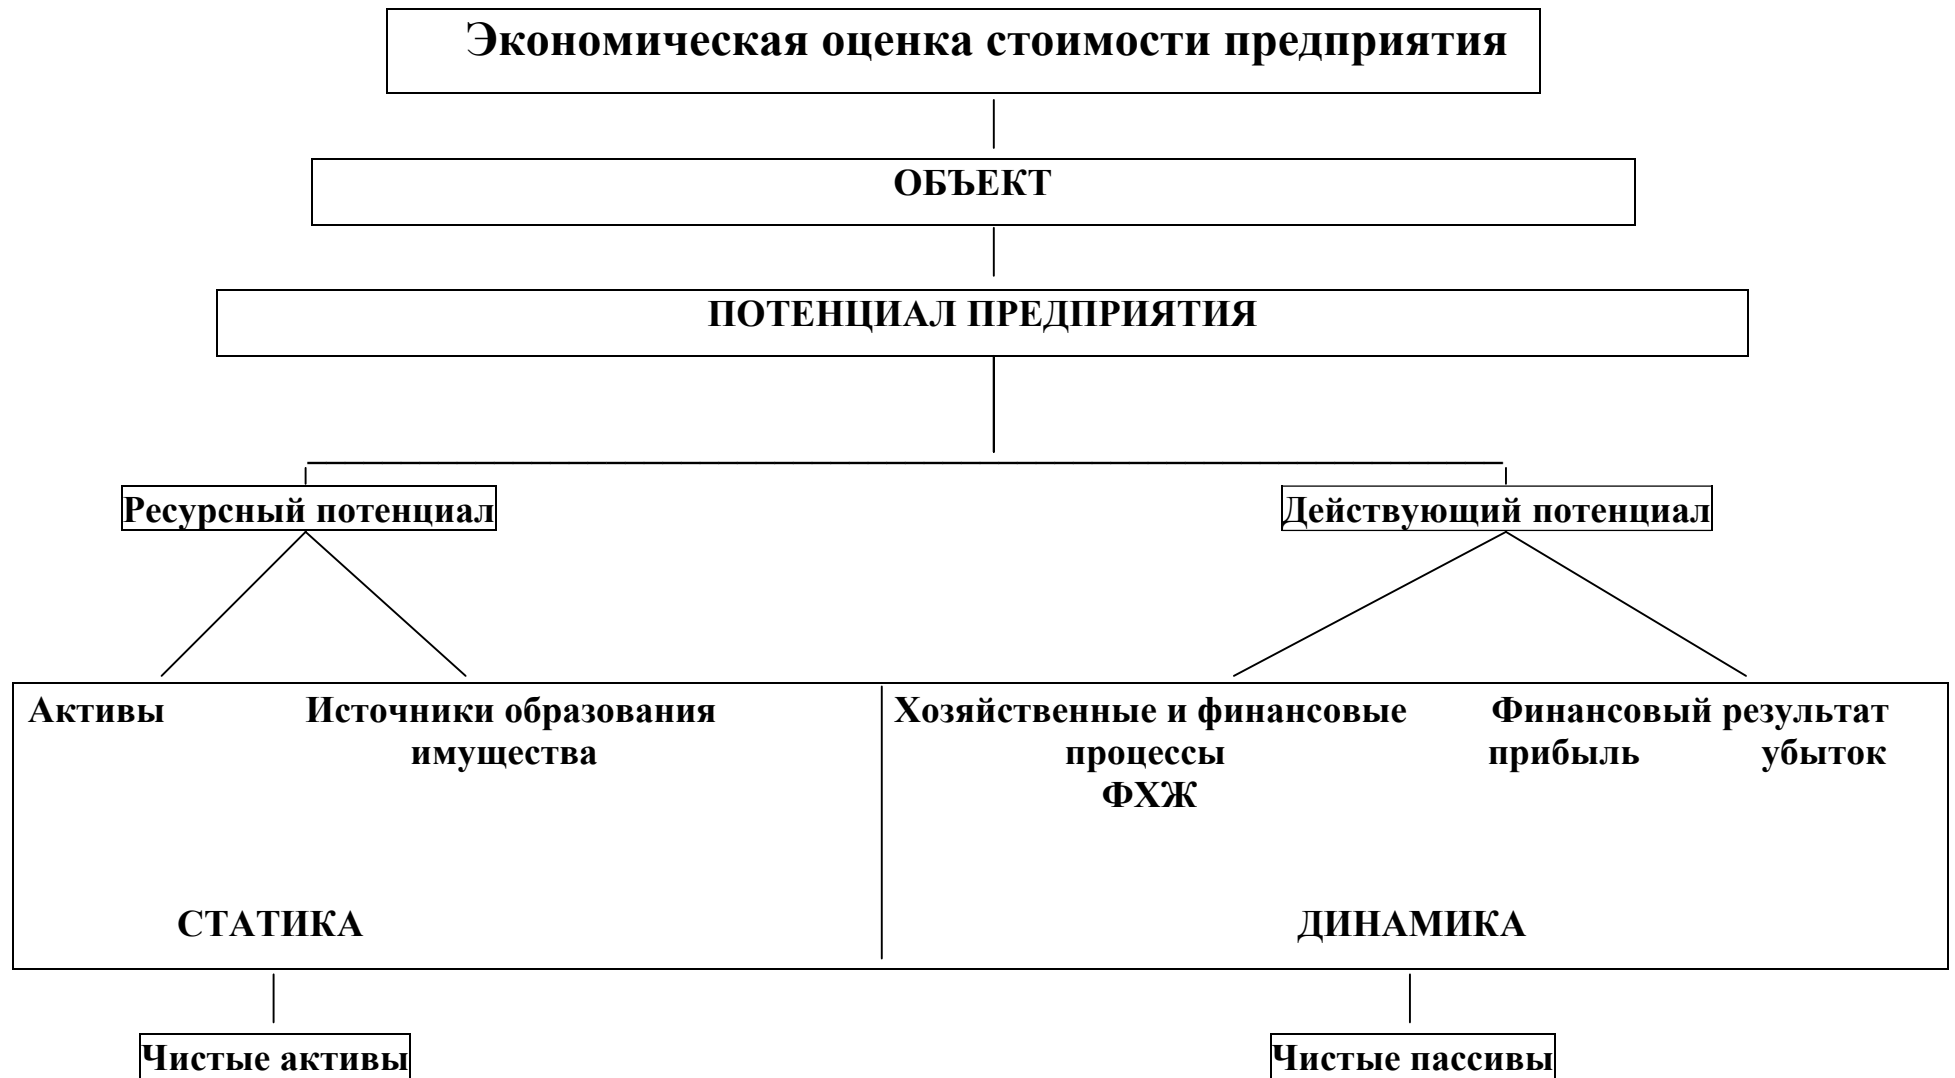 Экономическая оценка стоимости предприятия
ОБЪЕКТ
ПОТЕНЦИАЛ ПРЕДПРИЯТИЯ
Ресурсный потенциал
Действующий потенциал
Активы
Источники образования
имущества
Хозяйственные и финансовые
процессы
ФХЖ
Финансовый результат
прибыль убыток
СТАТИКА
ДИНАМИКА
Чистые активы
Чистые пассивы